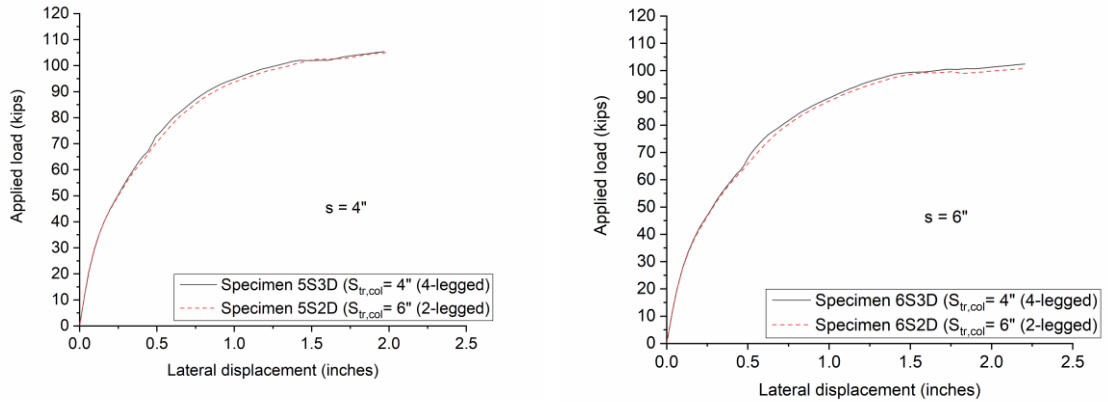 120
110
100
90
80
70
60
50
40
30
20
10
0
Applied load (kips)
s = 4"
Specimen 5S3D (Str,col= 4" (4-legged)
Specimen 5S2D (Str,col= 6" (2-legged)
0.0 0.5 1.0 1.5 2.0 2.5
Lateral displacement (inches)
120
110
100
90
80
70
60
50
40
30
20
10
0
Applied load (kips)
s = 6"
Specimen 6S3D (Str,col= 4" (4-legged)
Specimen 6S2D (Str,col= 6" (2-legged)
0.0 0.5 1.0 1.5 2.0 2.5
Lateral displacement (inches)